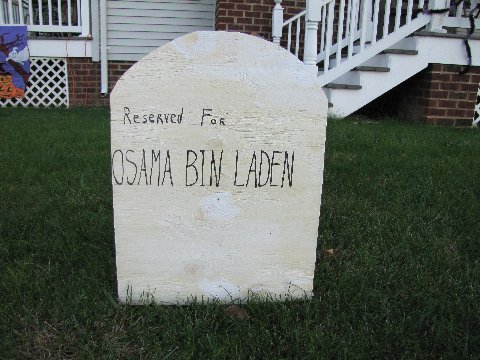 Reserved For
OSAMA BIN LADEN